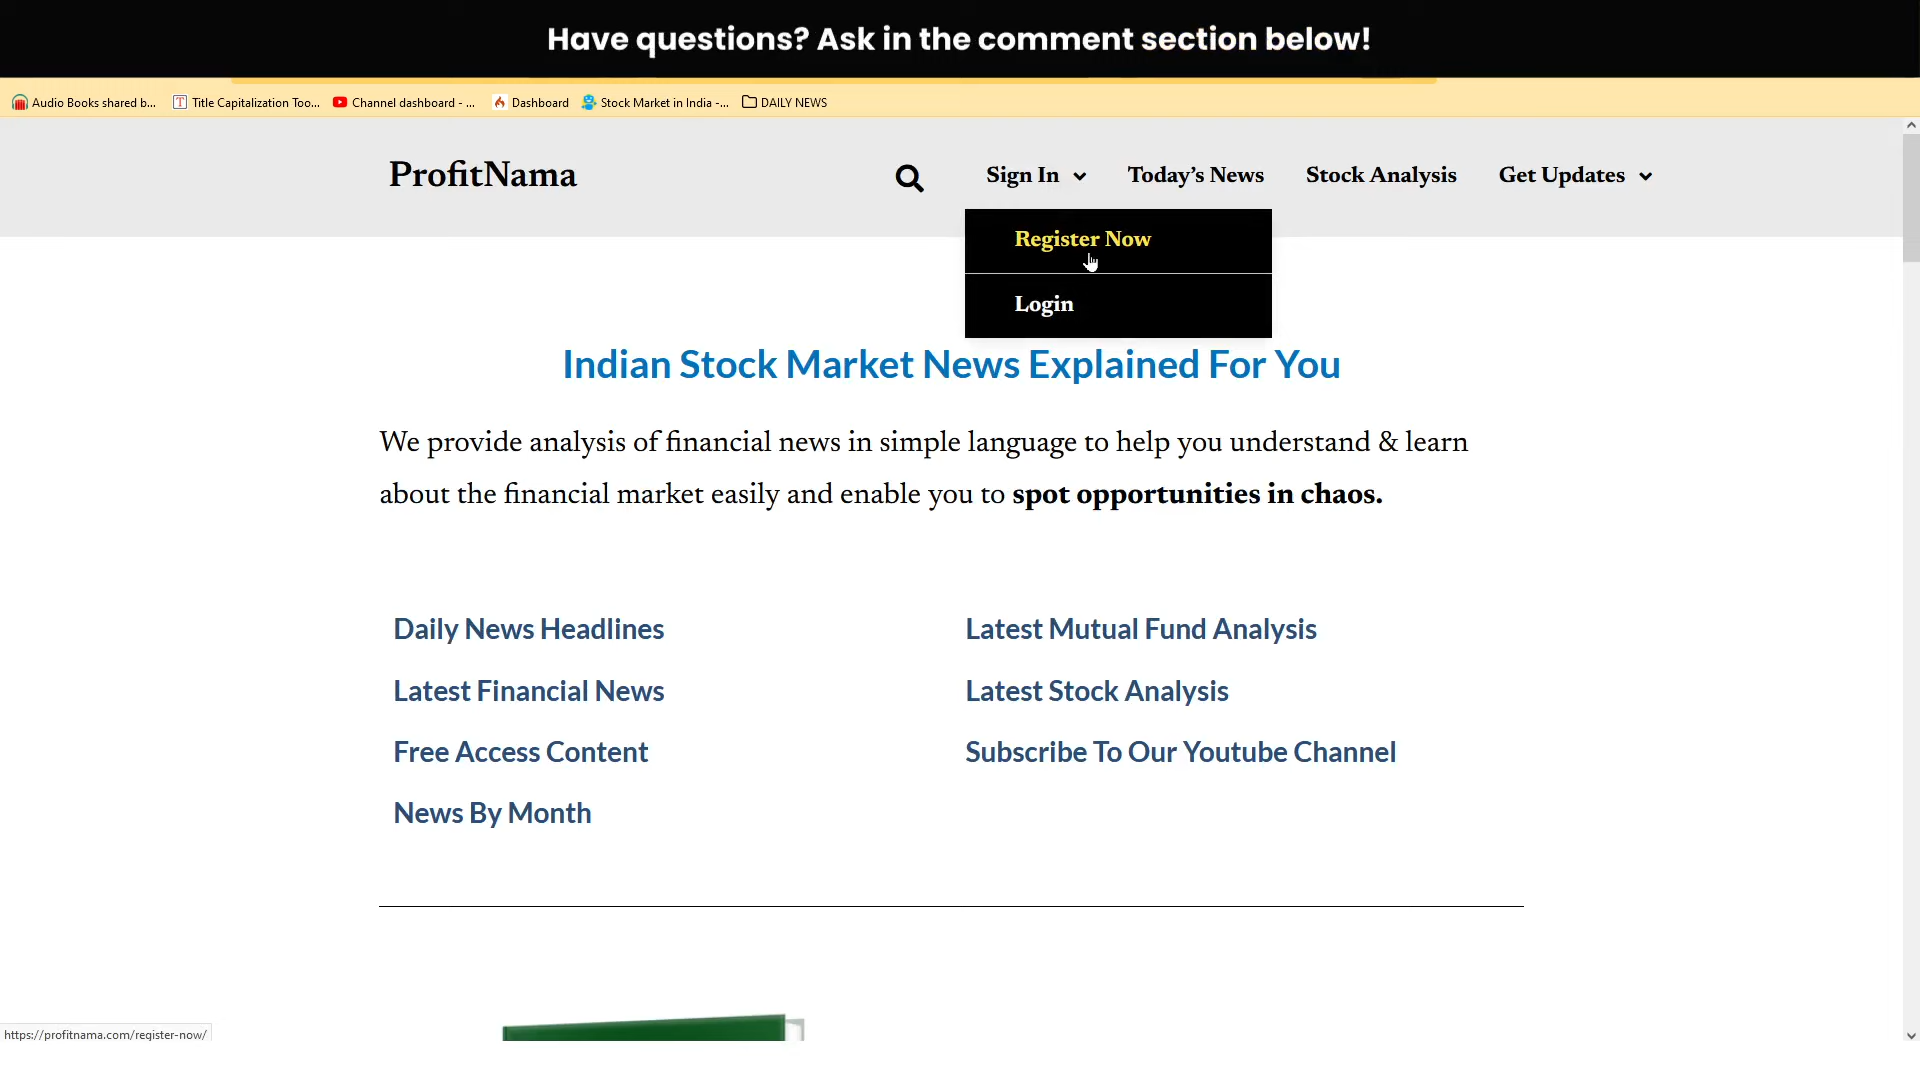 Have questions? Ask in the comment section below!
Audio Books shared b... Title Capitalization Too... Channel dashboard - ... Dashboard Stock Market in India -... DAILY NEWS
ProfitNama Sign In Today's News Stock Analysis Get Updates
Register Now
Login
Indian Stock Market News Explained For You
We provide analysis of financial news in simple language to help you understand & learn
about the financial market easily and enable you to spot opportunities in chaos.
Daily News Headlines
Latest Financial News
Free Access Content
News By Month
Latest Mutual Fund Analysis
Latest Stock Analysis
Subscribe To Our Youtube Channel
https://profitnama.com/register-now/